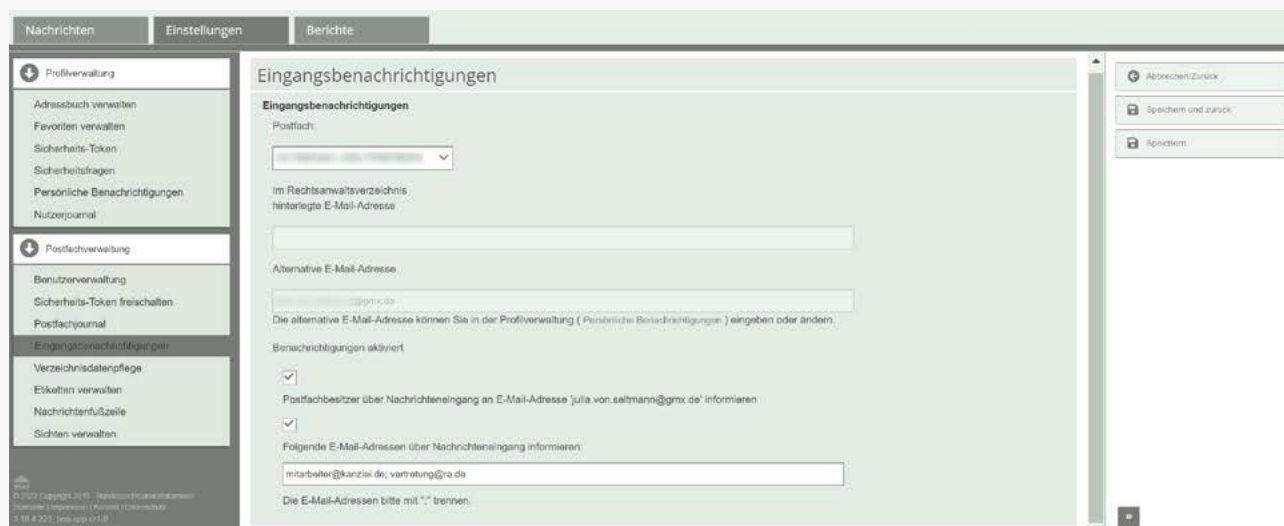 Nachrichten
Einstellungen
Berichte
Profilverwaltung
Adressbuch verwalten
Favoriten verwalten
Sicherheits-Token
Sicherheitsfragen
Persönliche Benachrichtigungen
Nutzerjournal
Postfachverwaltung
Benutzerverwaltung
Sicherheits-Token freischalten
Postfachjournal
Eingangsbenachrichtigungen
Verzeichnisdatenpflege
Etiketten verwalten
Nachrichtenfußzeile
Sichten verwalten
Eingangsbenachrichtigungen
Eingangsbenachrichtigungen
Postfach:
Im Rechtsanwaltsverzeichnis
hinterlegte E-Mail-Adresse
Alternative E-Mail-Adresse
@gmx.de
Die alternative E-Mail-Adresse können Sie in der Profilverwaltung ( Persönliche Benachrichtigungen ) eingeben oder ändern.
Benachrichtigungen aktiviert
Postfachbesitzer über Nachrichteneingang an E-Mail-Adresse 'julia.von.seltmann@gmx.de' informieren
Folgende E-Mail-Adressen über Nachrichteneingang informieren:
mitarbeiter@kanzlei.de; vertretung@ra.de
Die E-Mail-Adressen bitte mit ";" trennen.
Abbrechen/Zurück
Speichern und zurück
Speichern
Startseite | Impressum | Kontakt | Datenschutz